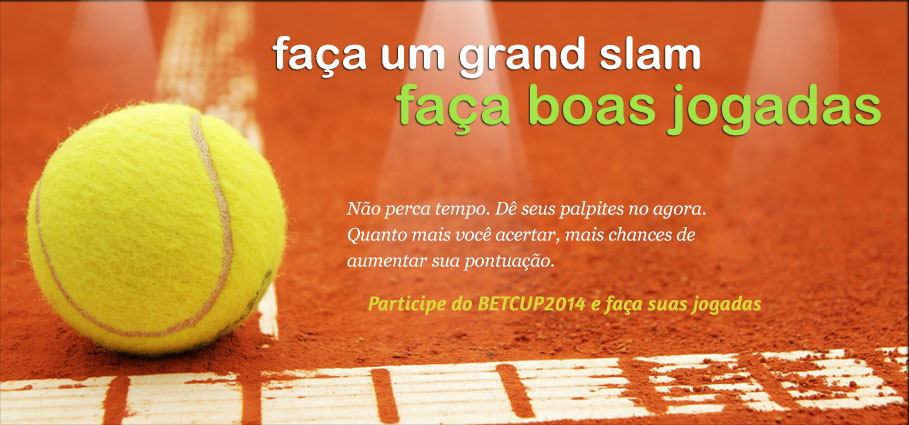 faça um grand slam
faça boas jogadas
Não perca tempo. Dê seus palpites no agora.
Quanto mais você acertar, mais chances de
aumentar sua pontuação.
Participe do BETCUP2014 e faça suas jogadas